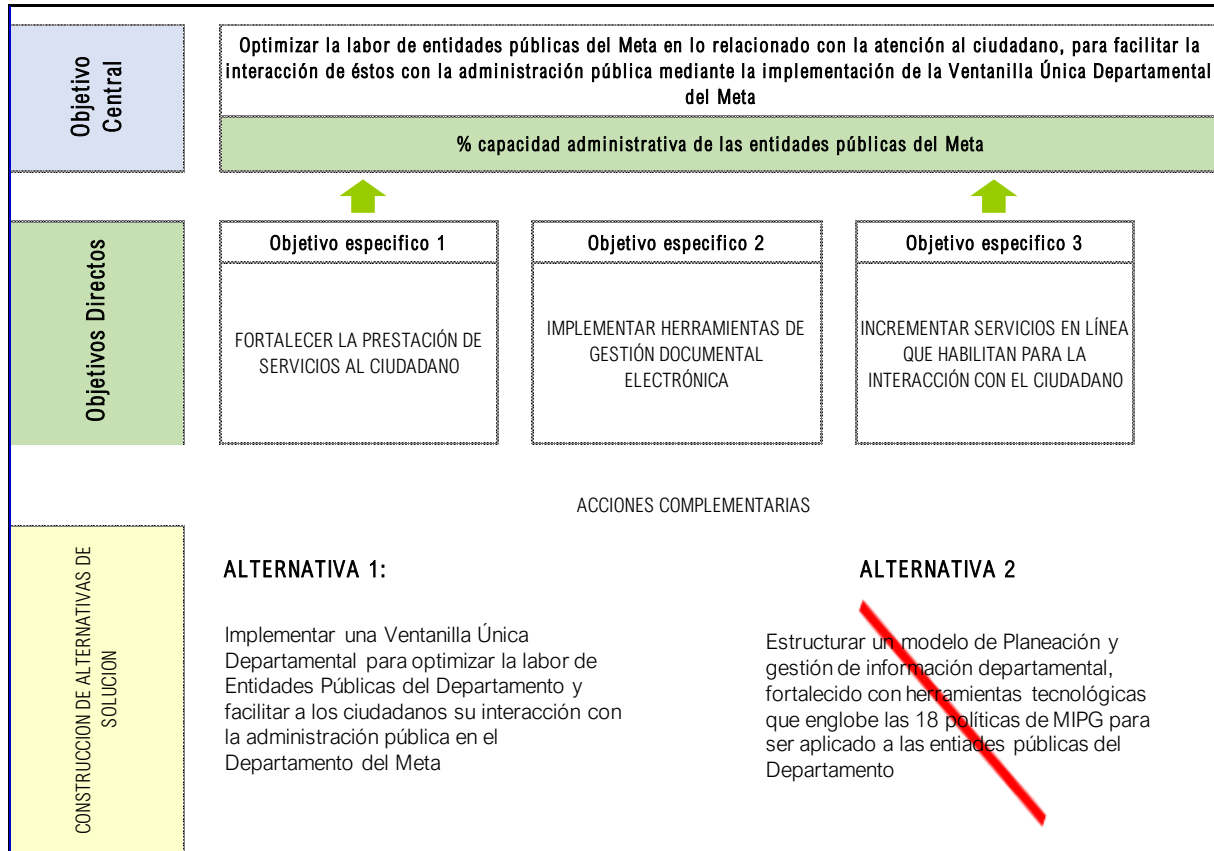 Objetivo
Central
Optimizar la labor de entidades públicas del Meta en lo relacionado con la atención al ciudadano, para facilitar la
interacción de éstos con la administración pública mediante la implementación de la Ventanilla Única Departamental
del Meta
% capacidad administrativa de las entidades públicas del Meta
Objetivos Directos
Objetivo especifico 1
FORTALECER LA PRESTACIÓN DE
SERVICIOS AL CIUDADANO
Objetivo especifico 2
IMPLEMENTAR HERRAMIENTAS DE
GESTIÓN DOCUMENTAL
ELECTRÓNICA
Objetivo especifico 3
INCREMENTAR SERVICIOS EN LÍNEA
QUE HABILITAN PARA LA
INTERACCIÓN CON EL CIUDADANO
ACCIONES COMPLEMENTARIAS
CONSTRUCCION DE ALTERNATIVAS DE
SOLUCION
ALTERNATIVA 1:
Implementar una Ventanilla Única
Departamental para optimizar la labor de
Entidades Públicas del Departamento y
facilitar a los ciudadanos su interacción con
la administración pública en el
Departamento del Meta
ALTERNATIVA 2
Estructurar un modelo de Planeación y
gestión de información departamental,
fortalecido con herramientas tecnológicas
que englobe las 18 políticas de MIPG para
ser aplicado a las entiades públicas del
Departamento